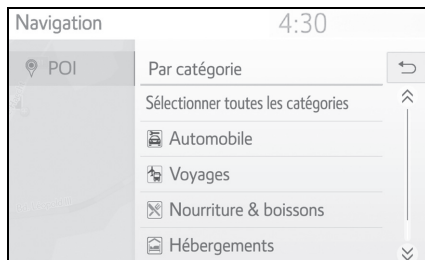 Navigation
4:30
POI
Par catégorie
Sélectionner toutes les catégories
Automobile
Voyages
Nourriture & boissons
Hébergements